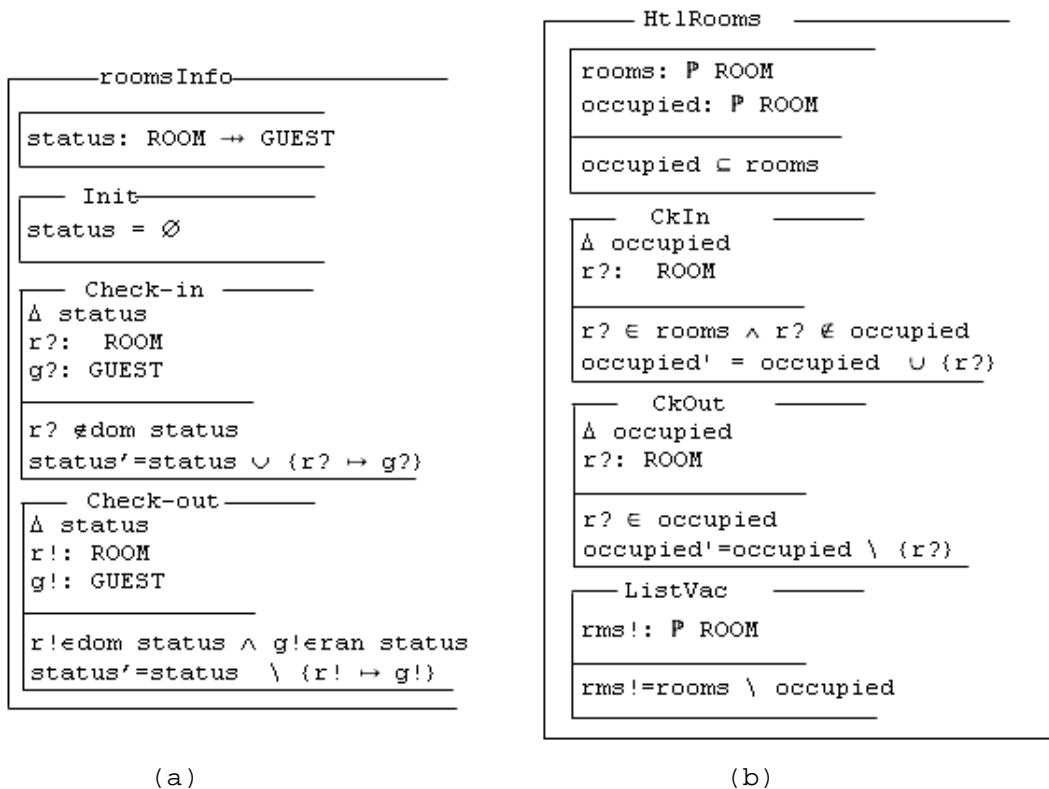 roomsInfo
status: ROOM ⤔ GUEST
Init
status = ∅
Check-in
Δ status
r?: ROOM
g?: GUEST
r? ∉dom status
status′=status ∪ {r? ↦ g?}
Check-out
Δ status
r!: ROOM
g!: GUEST
r!∈dom status ∧ g!∈ran status
status′=status \ {r! ↦ g!}
(a)
HtlRooms
rooms: ℙ ROOM
occupied: ℙ ROOM
occupied ⊆ rooms
CkIn
Δ occupied
r?: ROOM
r? ∈ rooms ∧ r? ∉ occupied
occupied' = occupied ∪ {r?}
CkOut
Δ occupied
r?: ROOM
r? ∈ occupied
occupied'=occupied \ {r?}
ListVac
rms!: ℙ ROOM
rms!=rooms \ occupied
(b)